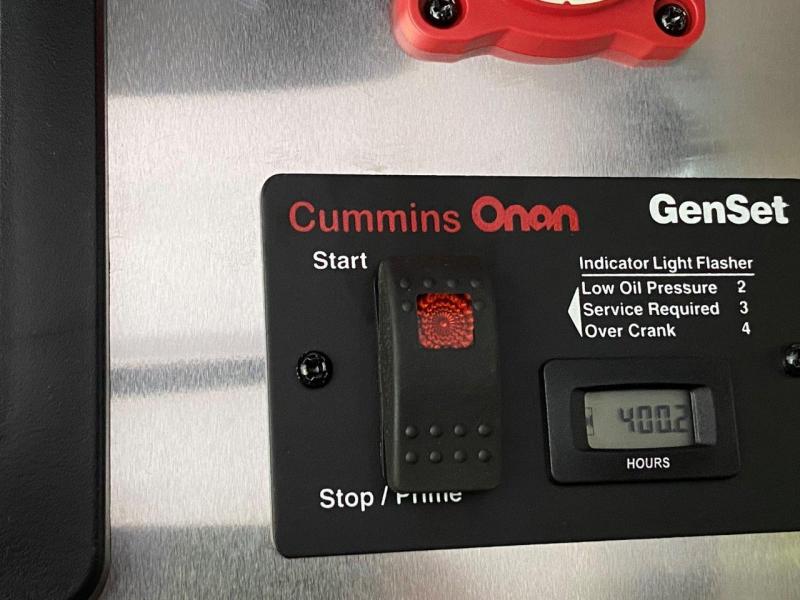 Cummins Onan
GenSet
Start
Indicator Light Flasher
Low Oil Pressure 2
Service Required 3
Over Crank 4
400.2
HOURS
Stop / Prime